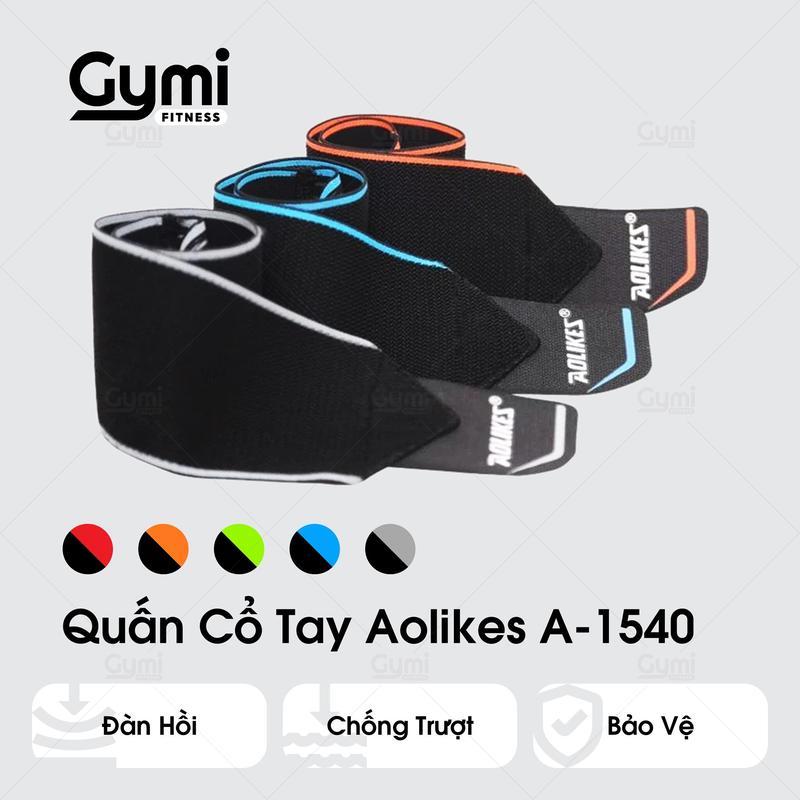 Gymi
FITNESS
AOLIKES®
AOLIKES®
AOLIKES®
Quấn Cổ Tay Aolikes A-1540
Đàn Hồi
Chống Trượt
Bảo Vệ